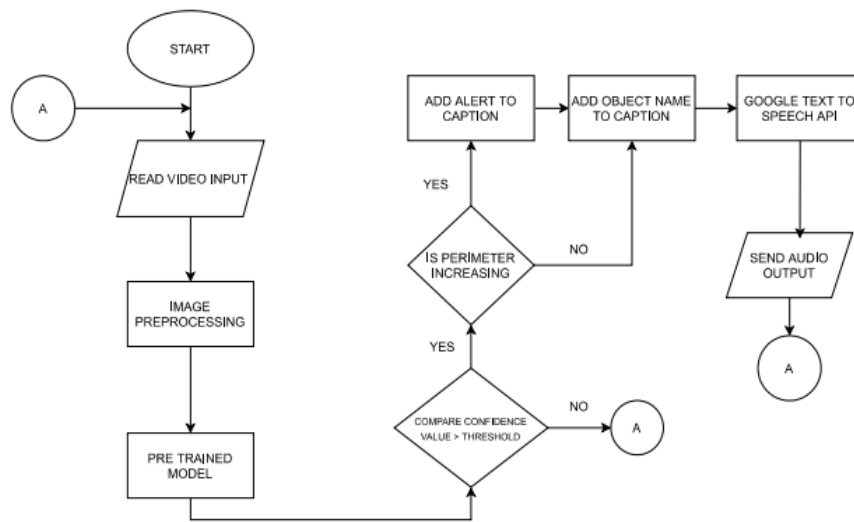 START
A
READ VIDEO INPUT
IMAGE
PREPROCESSING
PRE TRAINED
MODEL
COMPARE CONFIDENCE
VALUE > THRESHOLD
NO
A
YES
IS PERIMETER
INCREASING
NO
YES
ADD ALERT TO
CAPTION
ADD OBJECT NAME
TO CAPTION
GOOGLE TEXT TO
SPEECH API
SEND AUDIO
OUTPUT
A